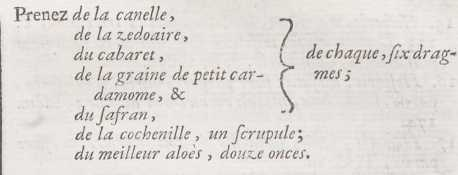 Prenez de la canelle,
de la zedoaire,
du cabaret,
de la graine de petit car-
damome, &
du ſafran,
de chaque, ſix drag-
mes;
de la cochenille, un ſcrupule;
du meilleur aloès, douze onces.